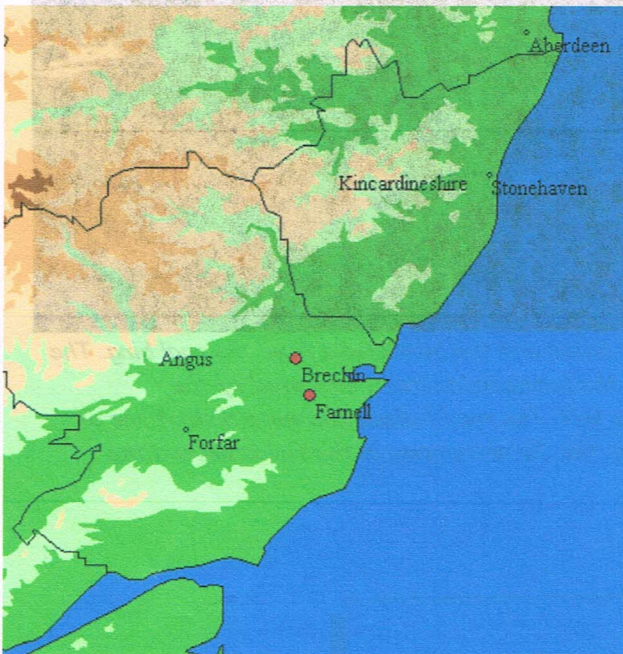 Aberdeen
Kincardineshire
Stonehaven
Angus
Brechin
Farnell
Forfar